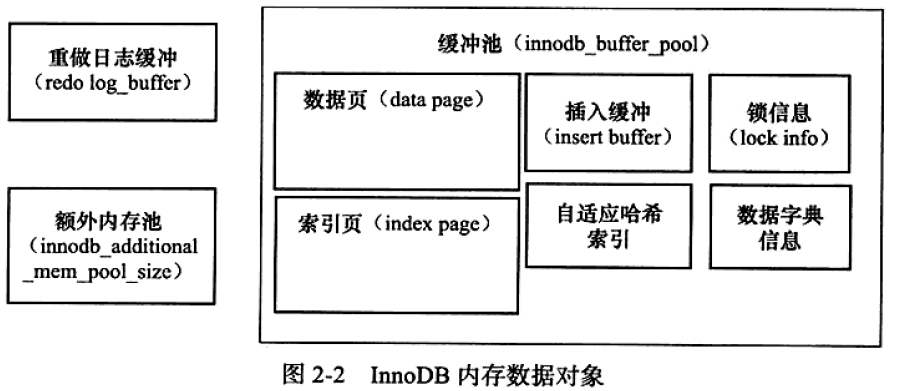 重做日志缓冲
（redo log_buffer）
额外内存池
（innodb_additional
_mem_pool_size）
缓冲池（innodb_buffer_pool）
数据页（data page）
插入缓冲
（insert buffer）
锁信息
（lock info）
索引页（index page）
自适应哈希
索引
数据字典
信息
图 2-2 InnoDB 内存数据对象